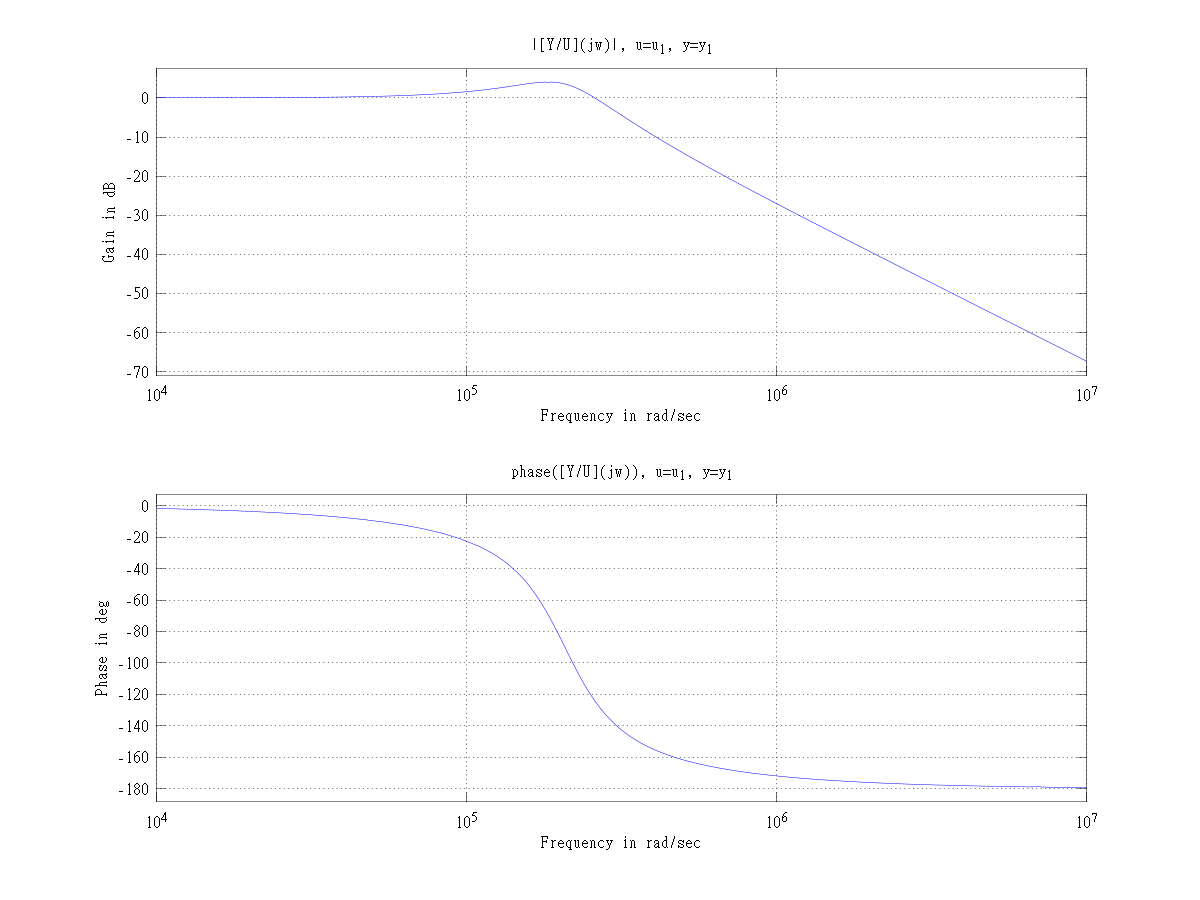 |[Y/U](jw)|, u=u1, y=y1
Gain in dB
0
-10
-20
-30
-40
-50
-60
-70
10^4 10^5 10^6 10^7
Frequency in rad/sec
phase([Y/U](jw)), u=u1, y=y1
Phase in deg
0
-20
-40
-60
-80
-100
-120
-140
-160
-180
10^4 10^5 10^6 10^7
Frequency in rad/sec